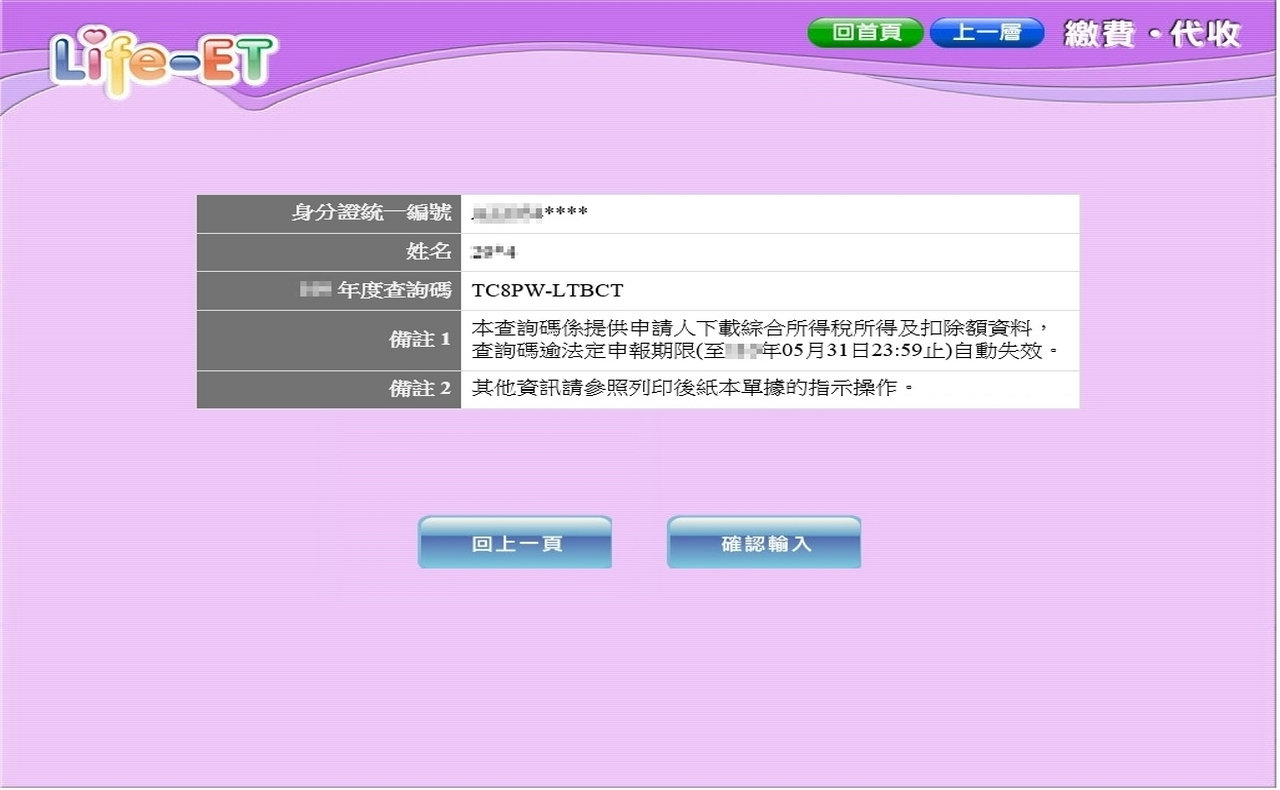 Life-ET
回首頁 上一層 繳費・代收
身分證統一編號 ****
姓名
年度查詢碼 TC8PW-LTBCT
備註 1 本查詢碼係提供申請人下載綜合所得稅所得及扣除額資料，
查詢碼逾法定申報期限(至年05月31日23:59止)自動失效。
備註 2 其他資訊請參照列印後紙本單據的指示操作。
回上一頁 確認輸入